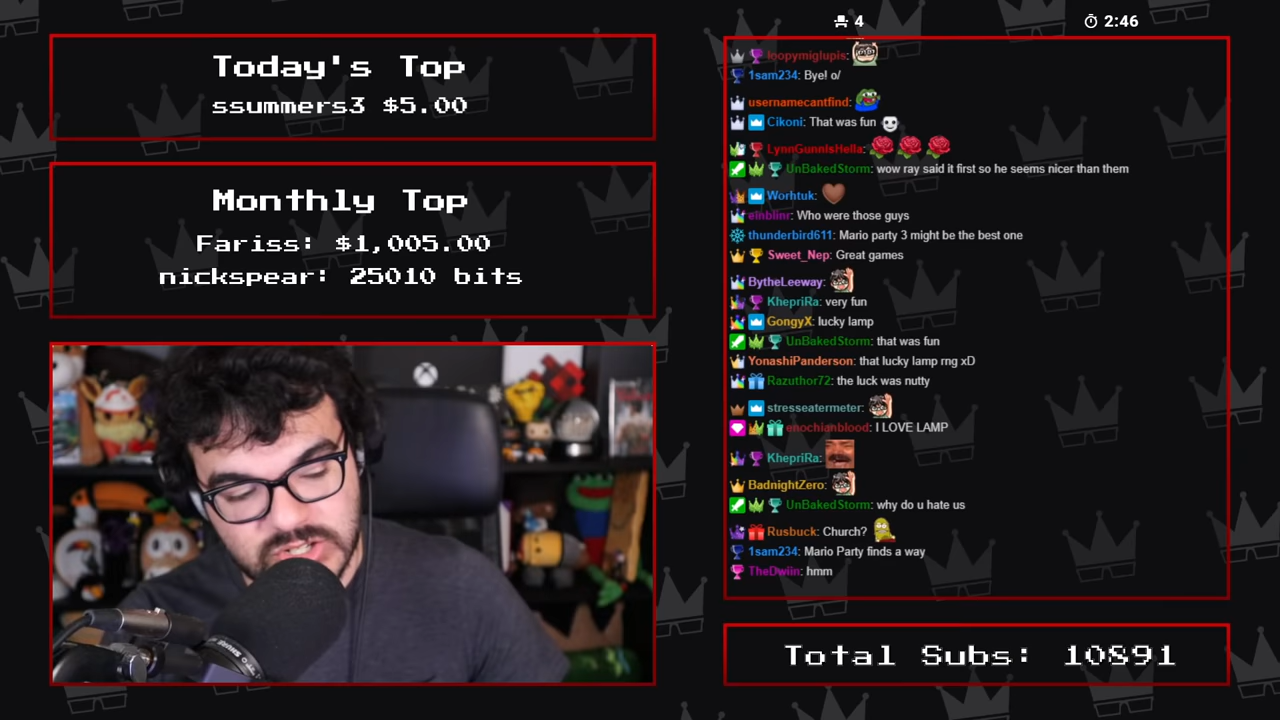 Today's Top
ssummers3 $5.00
Monthly Top
Fariss: $1,005.00
nickspear: 25010 bits
4
2:46
loopymiglupis:
1sam234: Bye! o/
usernamecantfind:
Cikoni: That was fun
LynnGunnIsHella:
UnBakedStorm: wow ray said it first so he seems nicer than them
Worhtuk:
einblinr: Who were those guys
thunderbird611: Mario party 3 might be the best one
Sweet_Nep: Great games
BytheLeeway:
KhepriRa: very fun
GongyX: lucky lamp
UnBakedStorm: that was fun
YonashiPanderson: that lucky lamp rng xD
Razuthor72: the luck was nutty
stresseatermeter:
enochianblood: I LOVE LAMP
KhepriRa:
BadnightZero:
UnBakedStorm: why do u hate us
Rusbuck: Church?
1sam234: Mario Party finds a way
TheDwiin: hmm
Total Subs: 10891